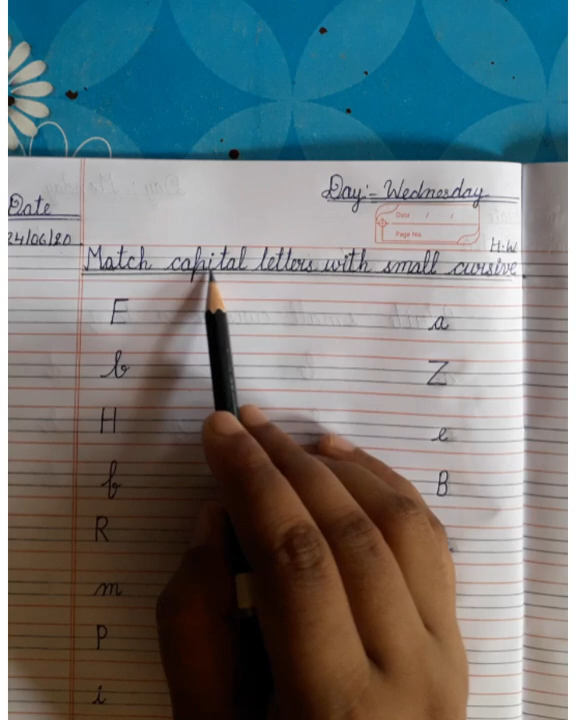 Day:- Wednesday
Date
24/06/20
Date / /
Page No.
H.W
Match capital letters with small cursive
E a
b Z
H e
f B
R
m
P
i